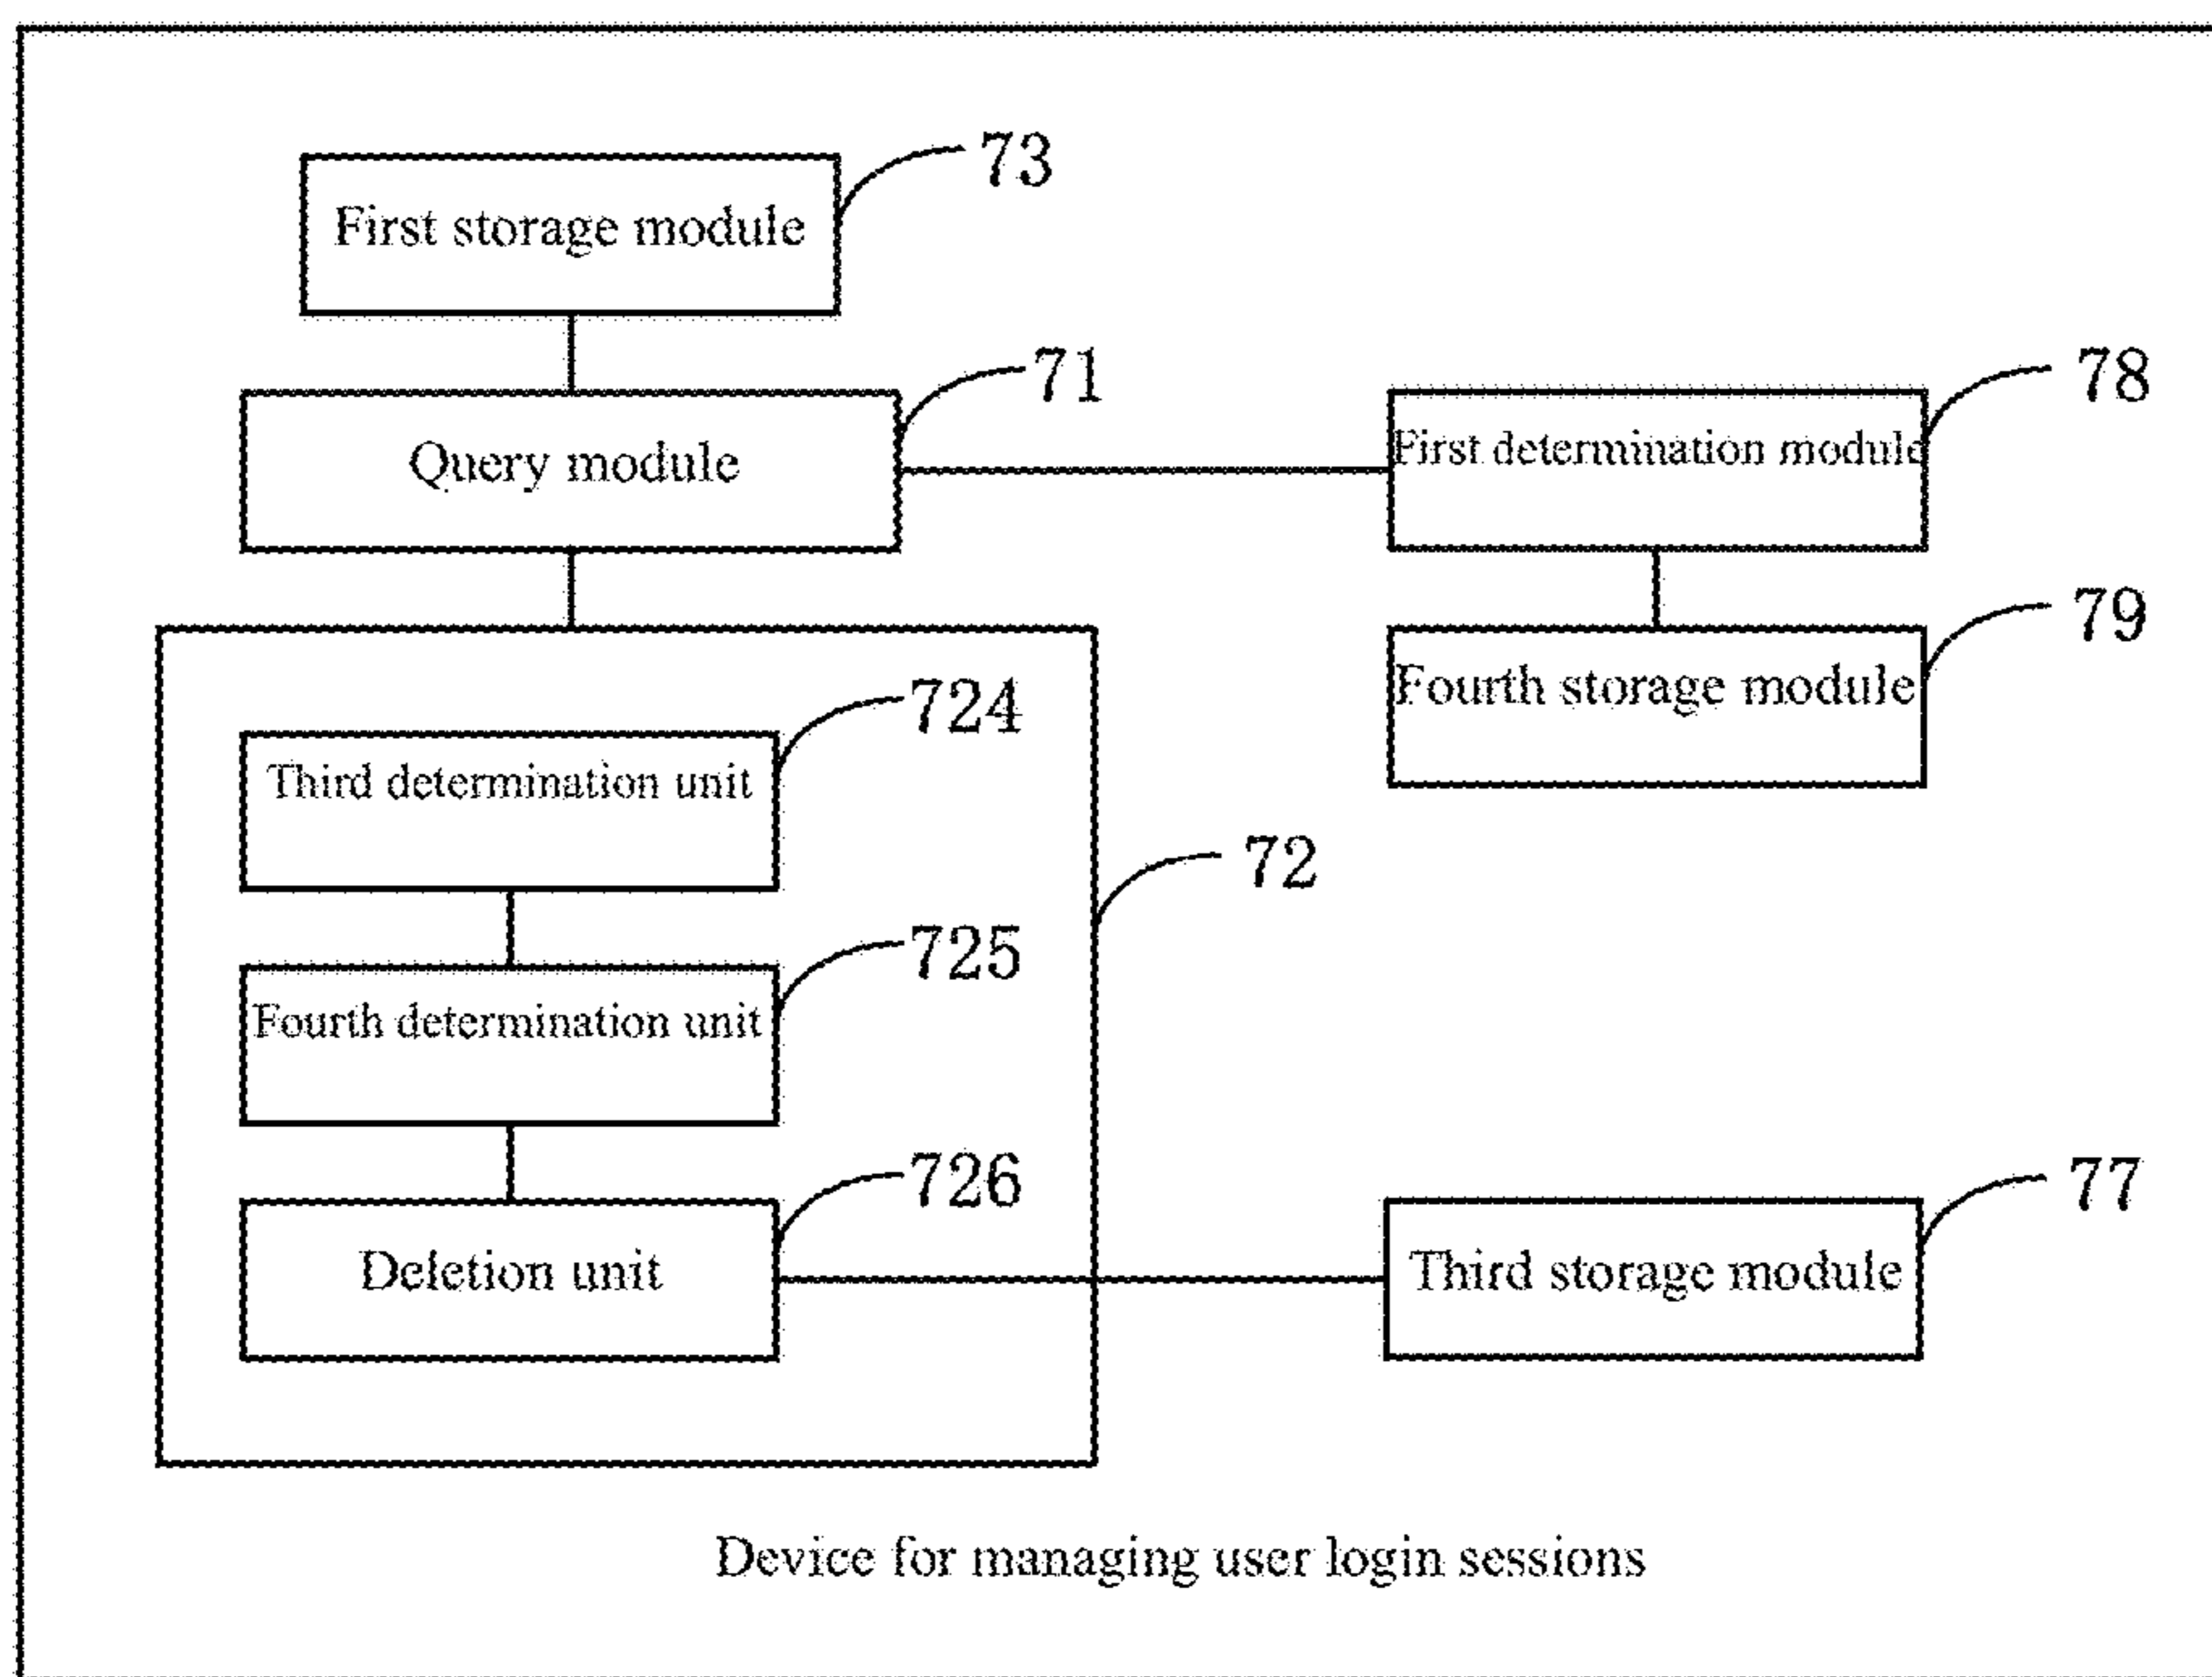 73
First storage module
71
Query module
78
First determination module
79
Fourth storage module
724
Third determination unit
72
725
Fourth determination unit
726
Deletion unit
77
Third storage module
Device for managing user login sessions